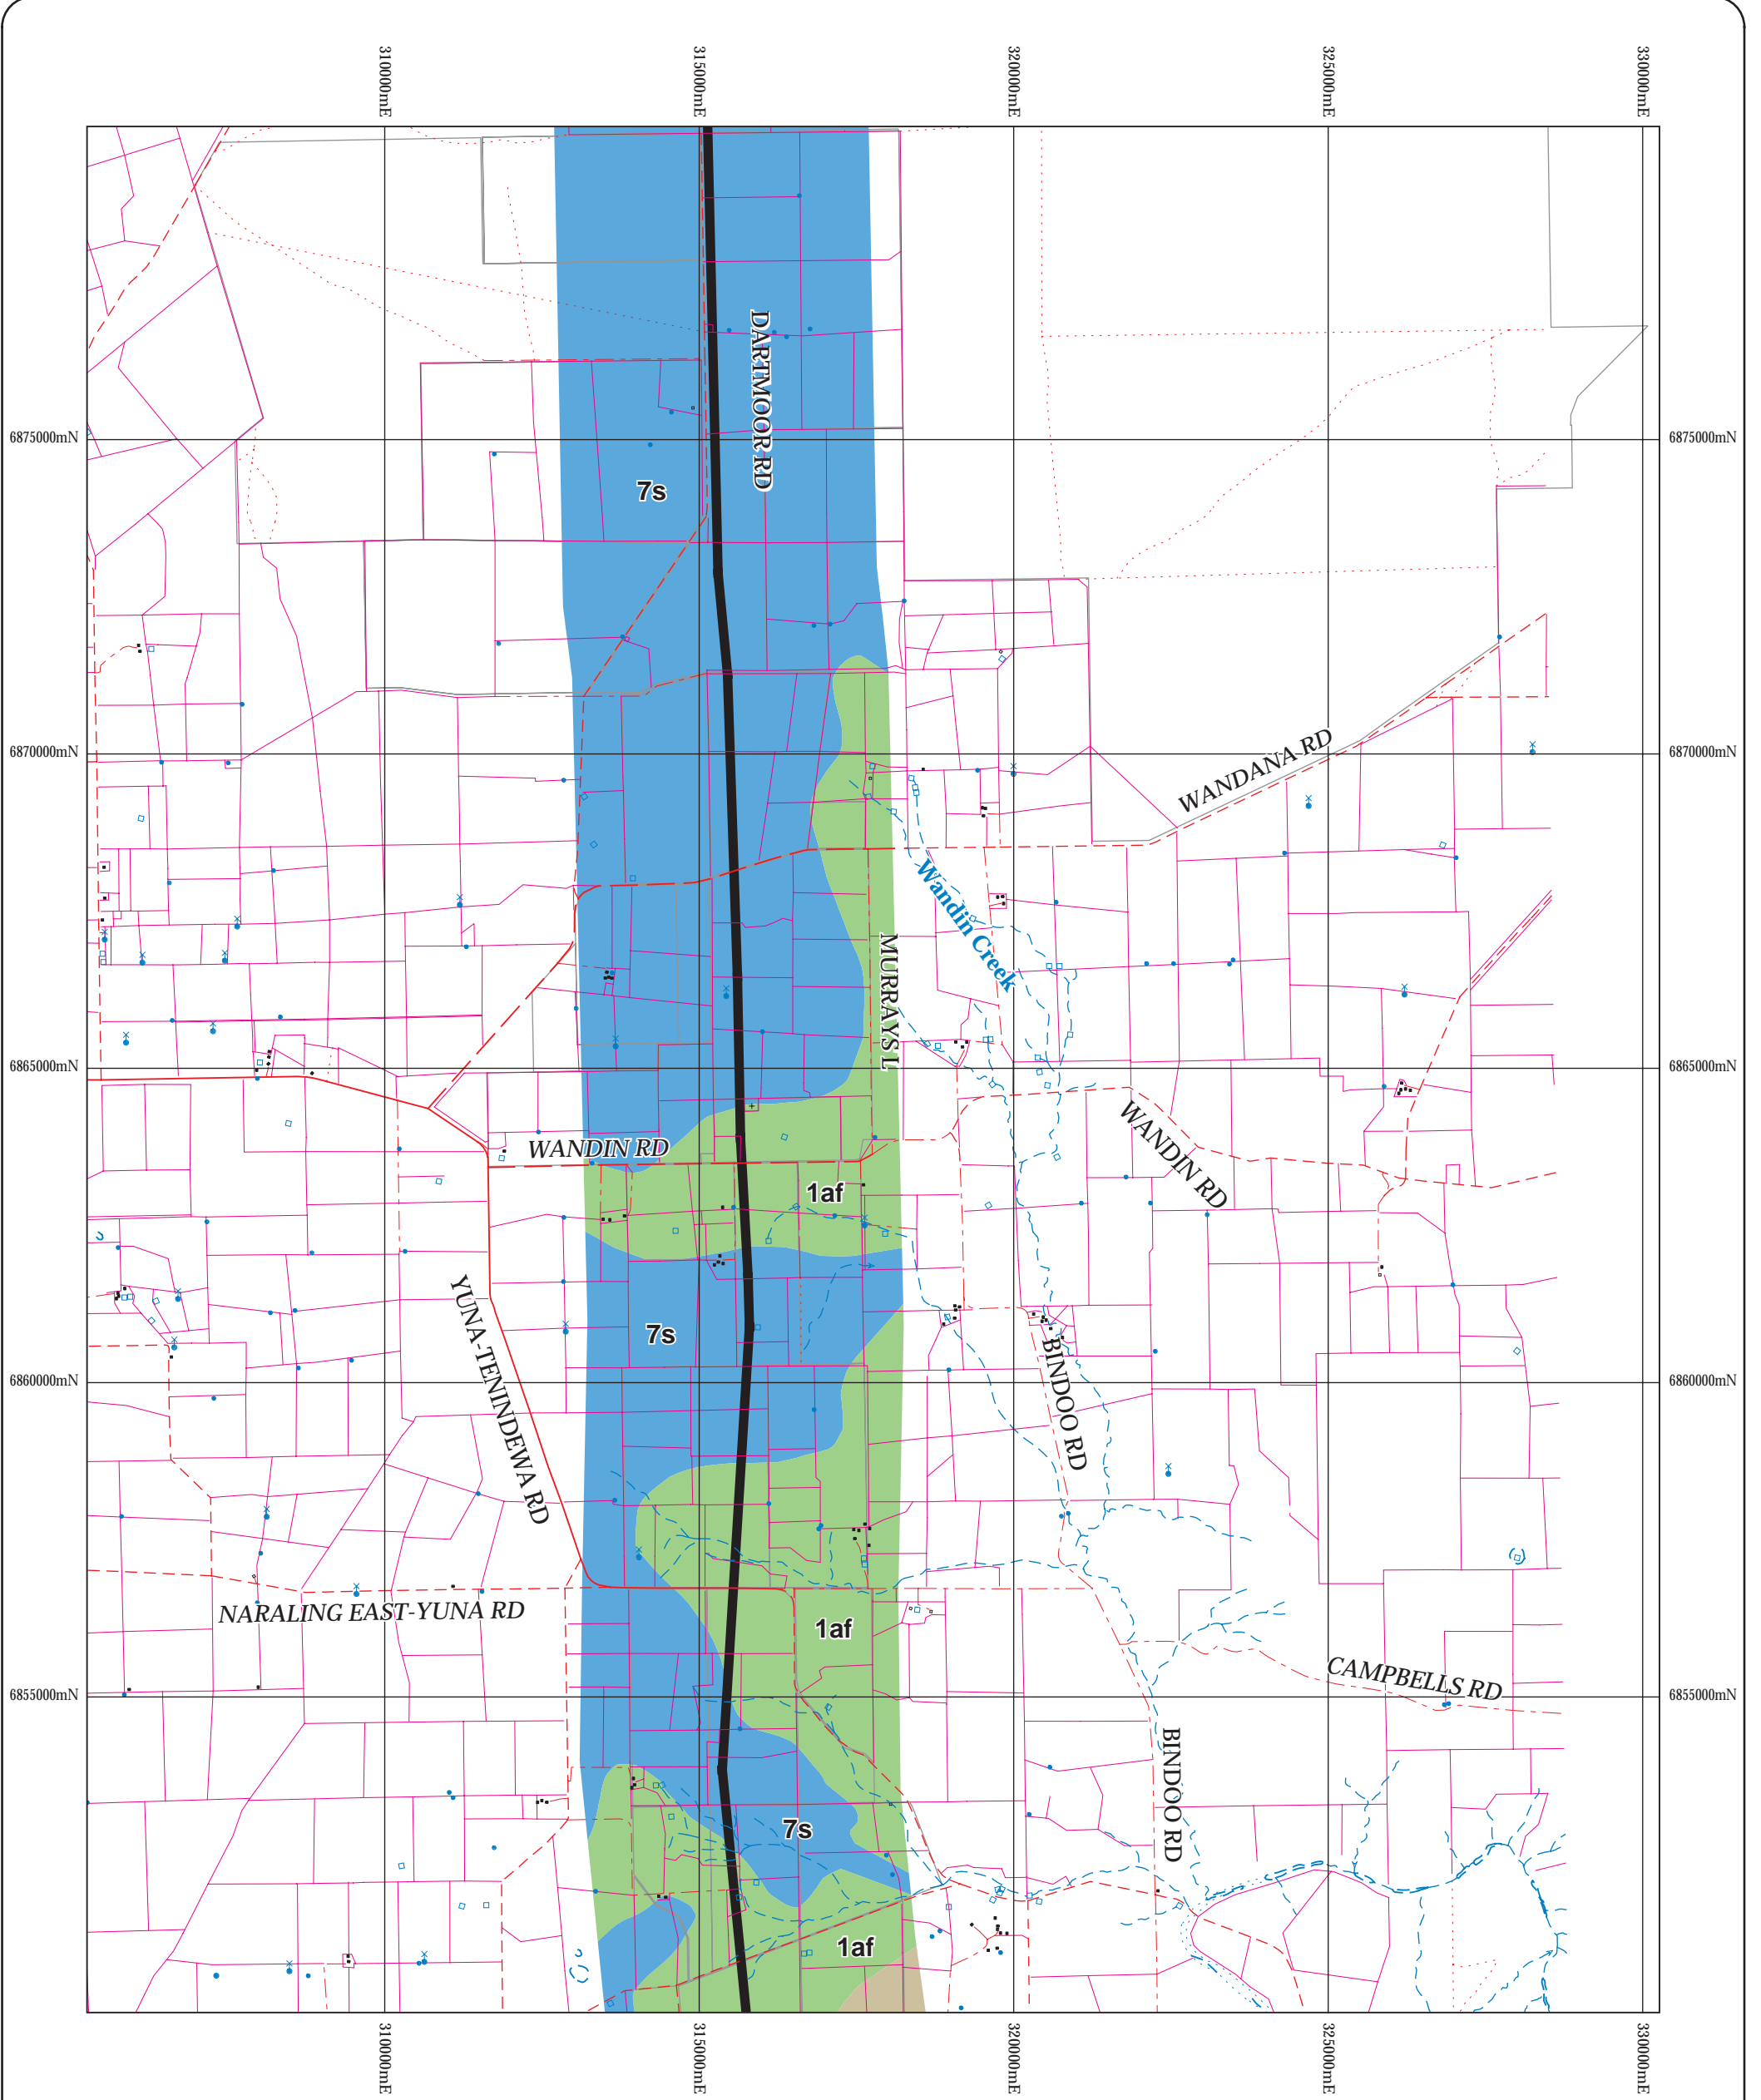 310000mE
315000mE
320000mE
325000mE
330000mE
DARTMOOR RD
6875000mN
6875000mN
7s
WANDANA RD
6870000mN
6870000mN
Wandin Creek
MURRAYS L
6865000mN
6865000mN
WANDIN RD
WANDIN RD
1af
YUNA-TENINDEWA RD
7s
BINDOO RD
6860000mN
6860000mN
NARALING EAST-YUNA RD
1af
CAMPBELLS RD
6855000mN
6855000mN
BINDOO RD
7s
1af
310000mE
315000mE
320000mE
325000mE
330000mE